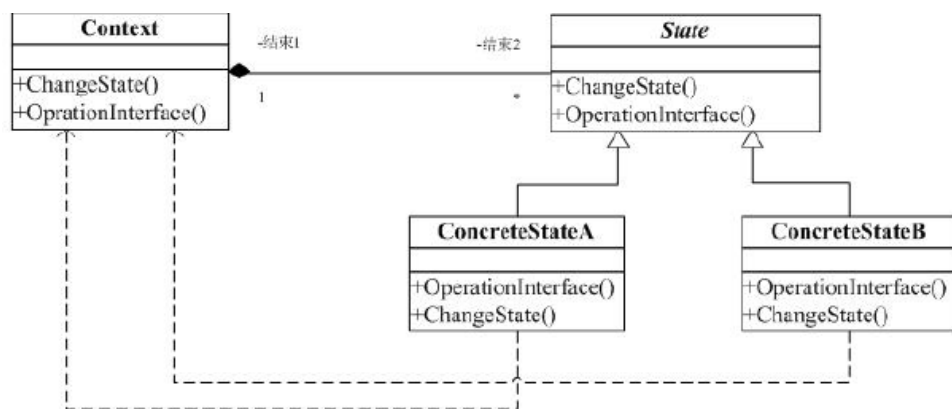 Context
+ChangeState()
+OprationInterface()
-结束1
-结束2
1
*
State
+ChangeState()
+OperationInterface()
ConcreteStateA
+OperationInterface()
+ChangeState()
ConcreteStateB
+OperationInterface()
+ChangeState()